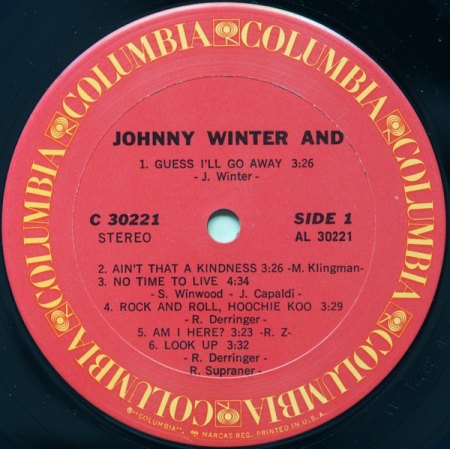 COLUMBIA COLUMBIA COLUMBIA COLUMBIA COLUMBIA COLUMBIA
JOHNNY WINTER AND
1. GUESS I'LL GO AWAY 3:26
- J. Winter -
C 30221 SIDE 1
STEREO AL 30221
2. AIN'T THAT A KINDNESS 3:26 -M. Klingman-
3. NO TIME TO LIVE 4:34
- S. Winwood - J. Capaldi -
4. ROCK AND ROLL, HOOCHIE KOO 3:29
- R. Derringer -
5. AM I HERE? 3:23 -R. Z-
6. LOOK UP 3:32
- R. Derringer -
R. Supraner -
® "COLUMBIA", MARCAS REG. PRINTED IN U.S.A.